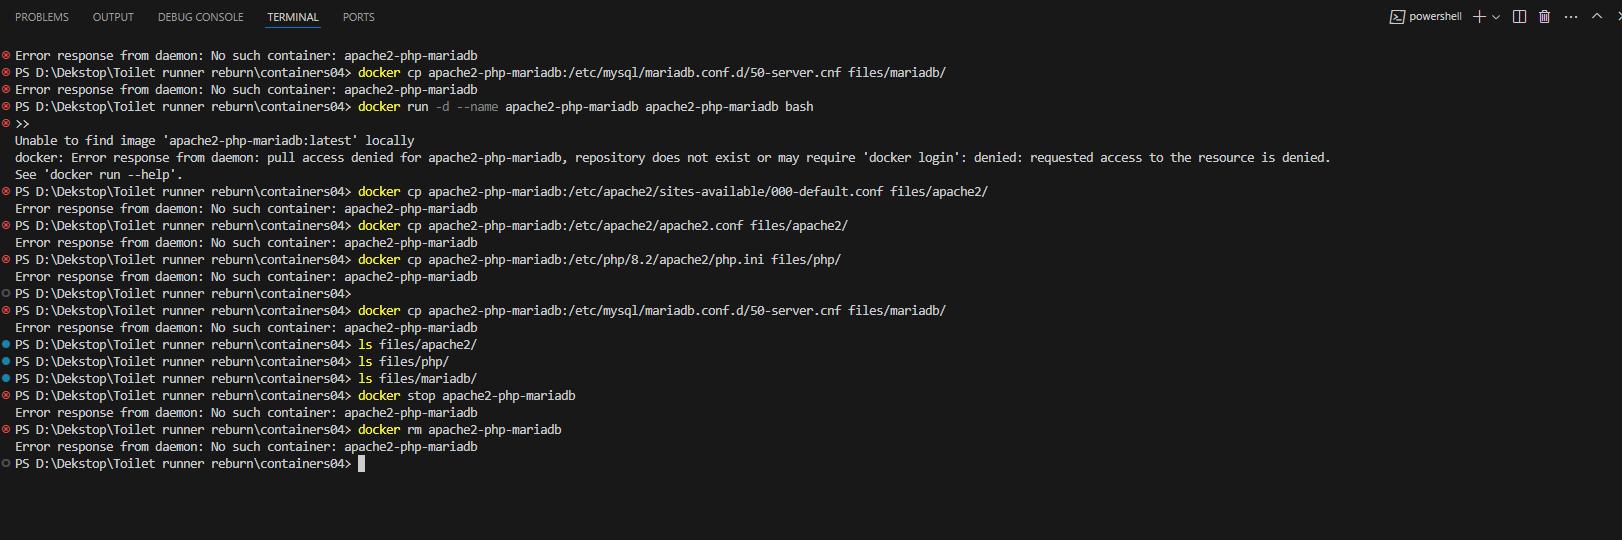 PROBLEMS OUTPUT DEBUG CONSOLE TERMINAL PORTS powershell
Error response from daemon: No such container: apache2-php-mariadb
PS D:\Dekstop\Toilet runner reburn\containers04> docker cp apache2-php-mariadb:/etc/mysql/mariadb.conf.d/50-server.cnf files/mariadb/
Error response from daemon: No such container: apache2-php-mariadb
PS D:\Dekstop\Toilet runner reburn\containers04> docker run -d --name apache2-php-mariadb apache2-php-mariadb bash
>>
Unable to find image 'apache2-php-mariadb:latest' locally
docker: Error response from daemon: pull access denied for apache2-php-mariadb, repository does not exist or may require 'docker login': denied: requested access to the resource is denied.
See 'docker run --help'.
PS D:\Dekstop\Toilet runner reburn\containers04> docker cp apache2-php-mariadb:/etc/apache2/sites-available/000-default.conf files/apache2/
Error response from daemon: No such container: apache2-php-mariadb
PS D:\Dekstop\Toilet runner reburn\containers04> docker cp apache2-php-mariadb:/etc/apache2/apache2.conf files/apache2/
Error response from daemon: No such container: apache2-php-mariadb
PS D:\Dekstop\Toilet runner reburn\containers04> docker cp apache2-php-mariadb:/etc/php/8.2/apache2/php.ini files/php/
Error response from daemon: No such container: apache2-php-mariadb
PS D:\Dekstop\Toilet runner reburn\containers04>
PS D:\Dekstop\Toilet runner reburn\containers04> docker cp apache2-php-mariadb:/etc/mysql/mariadb.conf.d/50-server.cnf files/mariadb/
Error response from daemon: No such container: apache2-php-mariadb
PS D:\Dekstop\Toilet runner reburn\containers04> ls files/apache2/
PS D:\Dekstop\Toilet runner reburn\containers04> ls files/php/
PS D:\Dekstop\Toilet runner reburn\containers04> ls files/mariadb/
PS D:\Dekstop\Toilet runner reburn\containers04> docker stop apache2-php-mariadb
Error response from daemon: No such container: apache2-php-mariadb
PS D:\Dekstop\Toilet runner reburn\containers04> docker rm apache2-php-mariadb
Error response from daemon: No such container: apache2-php-mariadb
PS D:\Dekstop\Toilet runner reburn\containers04>